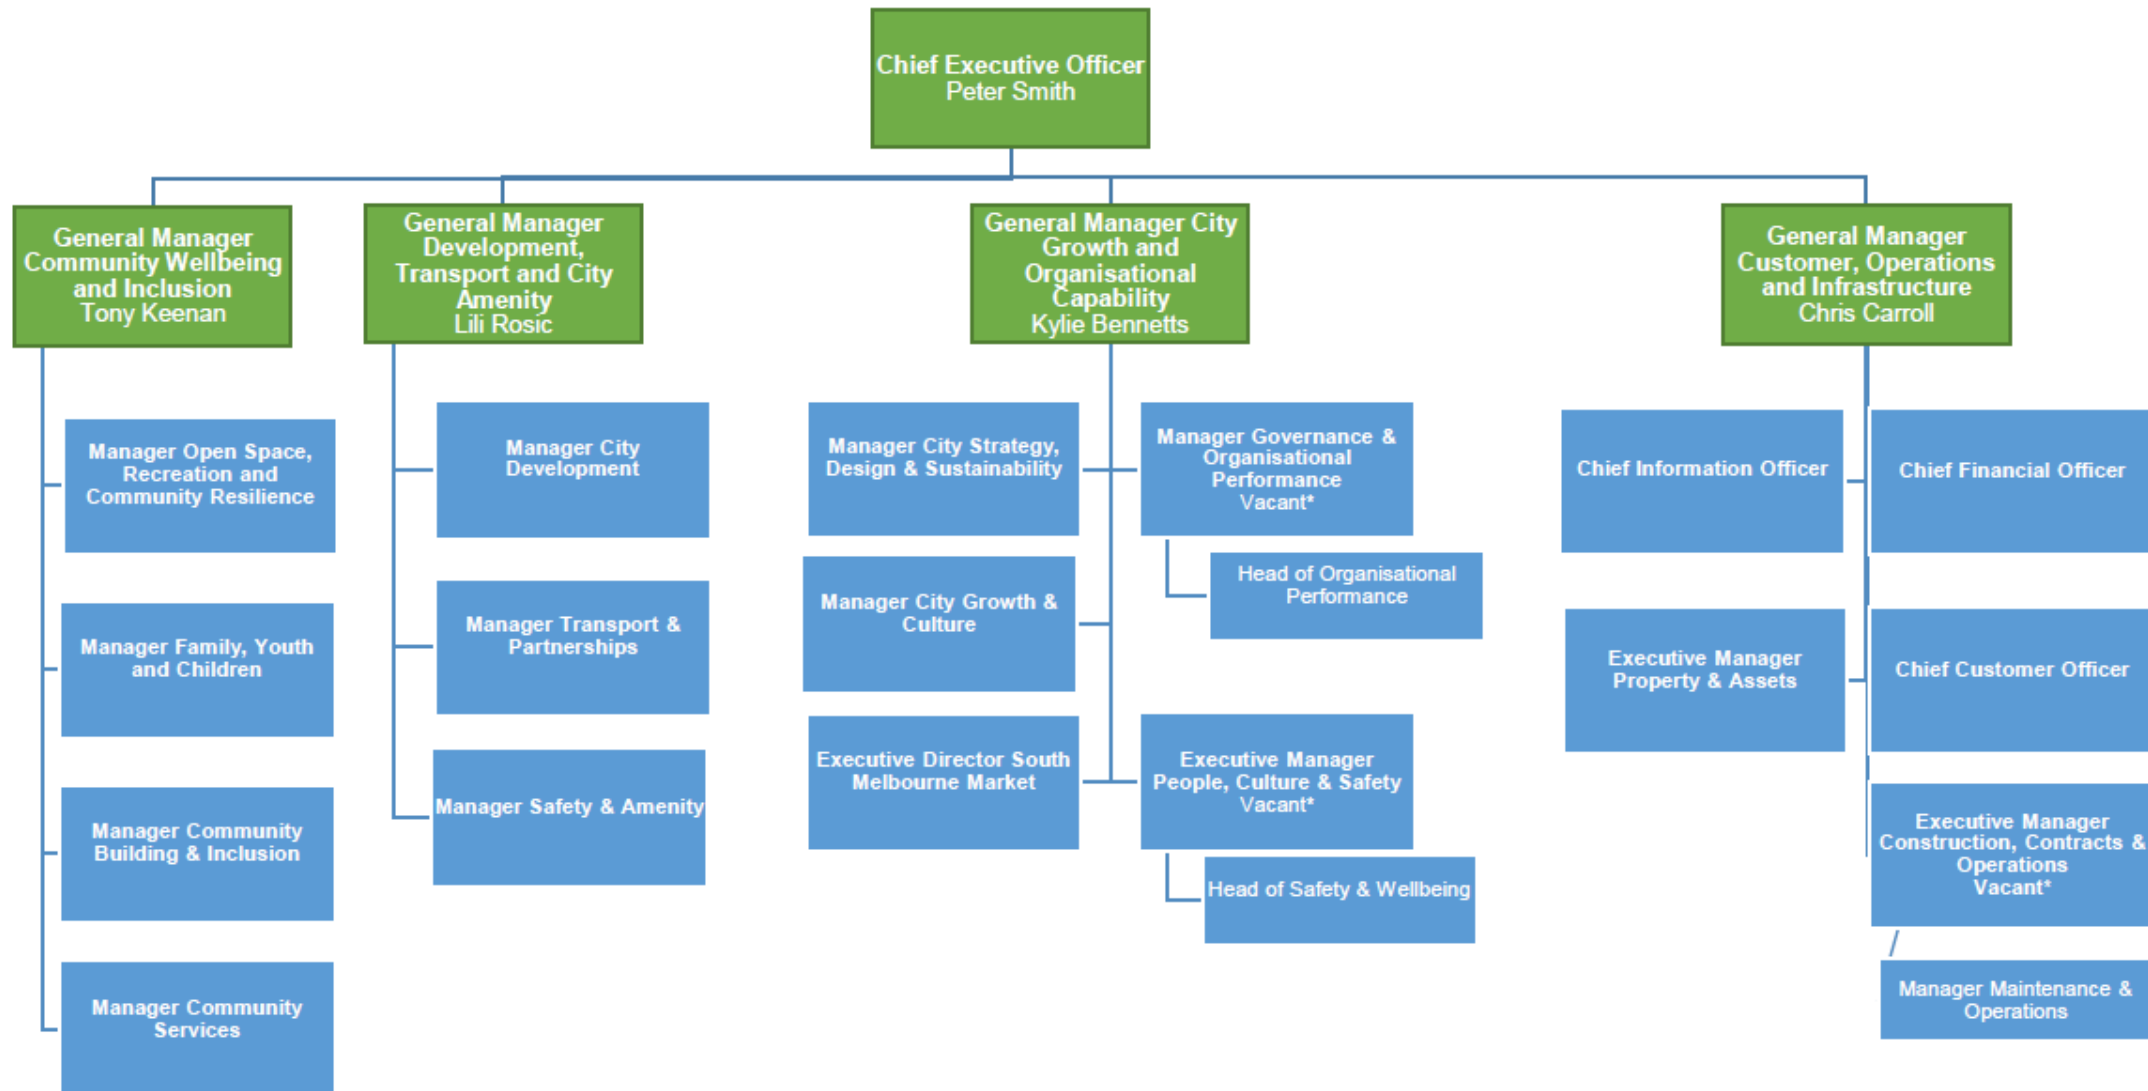 Chief Executive Officer
Peter Smith
General Manager
Community Wellbeing
and Inclusion
Tony Keenan
General Manager
Development,
Transport and City
Amenity
Lili Rosic
General Manager City
Growth and
Organisational
Capability
Kylie Bennetts
General Manager
Customer, Operations
and Infrastructure
Chris Carroll
Manager Open Space,
Recreation and
Community Resilience
Manager Family, Youth
and Children
Manager Community
Building & Inclusion
Manager Community
Services
Manager City
Development
Manager Transport &
Partnerships
Manager Safety & Amenity
Manager City Strategy,
Design & Sustainability
Manager City Growth &
Culture
Executive Director South
Melbourne Market
Manager Governance &
Organisational
Performance
Vacant*
Head of Organisational
Performance
Executive Manager
People, Culture & Safety
Vacant*
Head of Safety & Wellbeing
Chief Information Officer
Executive Manager
Property & Assets
Chief Financial Officer
Chief Customer Officer
Executive Manager
Construction, Contracts &
Operations
Vacant*
Manager Maintenance &
Operations